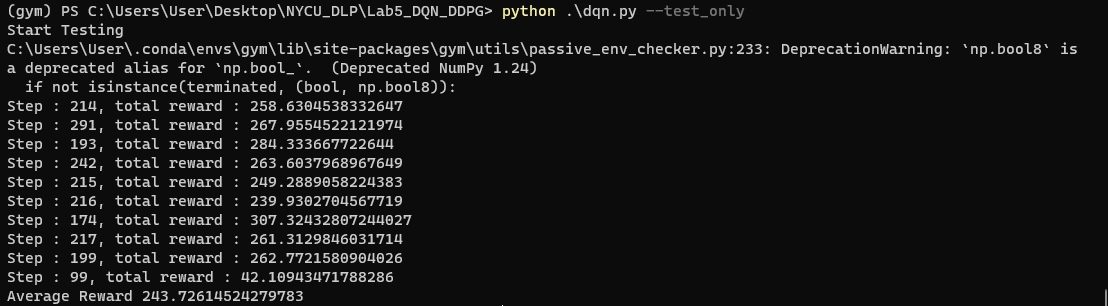 (gym) PS C:\Users\User\Desktop\NYCU_DLP\Lab5_DQN_DDPG> python .\dqn.py --test_only
Start Testing
C:\Users\User\.conda\envs\gym\lib\site-packages\gym\utils\passive_env_checker.py:233: DeprecationWarning: `np.bool8` is
a deprecated alias for `np.bool_`.  (Deprecated NumPy 1.24)
  if not isinstance(terminated, (bool, np.bool8)):
Step : 214, total reward : 258.6304538332647
Step : 291, total reward : 267.9554522121974
Step : 193, total reward : 284.333667722644
Step : 242, total reward : 263.6037968967649
Step : 215, total reward : 249.2889058224383
Step : 216, total reward : 239.9302704567719
Step : 174, total reward : 307.32432807244027
Step : 217, total reward : 261.3129846031714
Step : 199, total reward : 262.7721580904026
Step : 99, total reward : 42.10943471788286
Average Reward 243.72614524279783